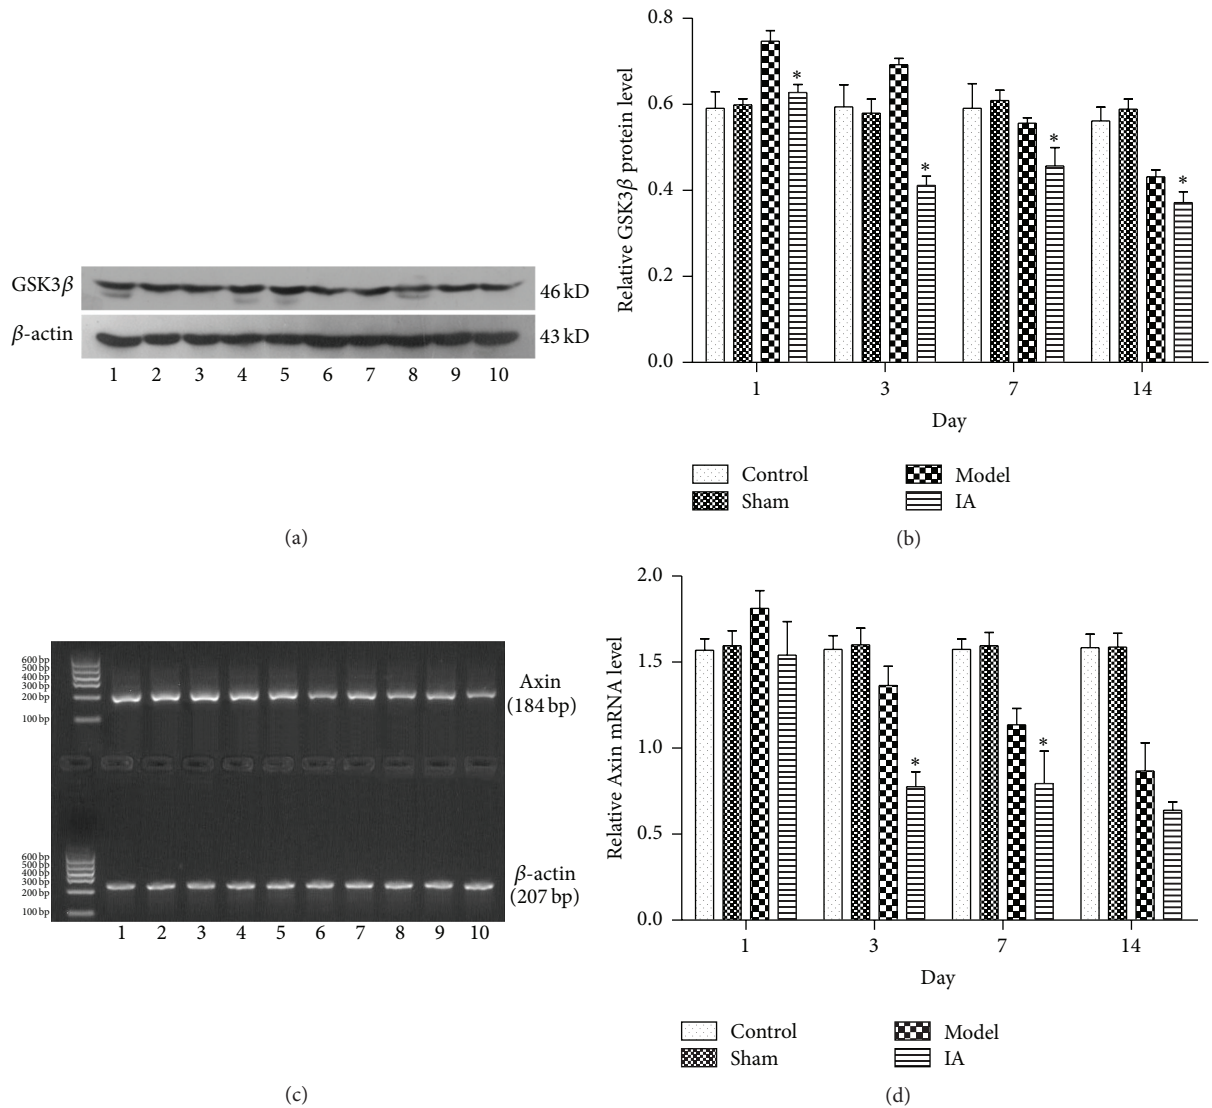 GSK3β
46 kD
β-actin
43 kD
1 2 3 4 5 6 7 8 9 10
(a)
Relative GSK3β protein level
0.8
0.6
0.4
0.2
0.0
*
*
*
*
1 3 7 14
Day
Control
Model
Sham
IA
(b)
600 bp
500 bp
400 bp
300 bp
200 bp
100 bp
Axin
(184 bp)
600 bp
500 bp
400 bp
300 bp
200 bp
100 bp
β-actin
(207 bp)
1 2 3 4 5 6 7 8 9 10
(c)
Relative Axin mRNA level
2.0
1.5
1.0
0.5
0.0
*
*
1 3 7 14
Day
Control
Model
Sham
IA
(d)